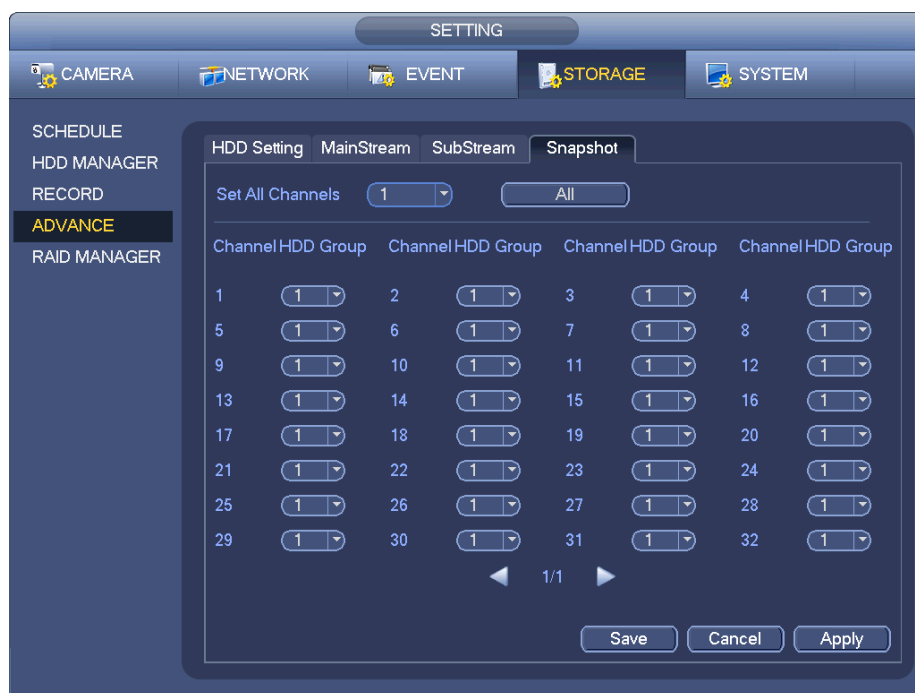 SETTING
CAMERA NETWORK EVENT STORAGE SYSTEM
SCHEDULE
HDD MANAGER
RECORD
ADVANCE
RAID MANAGER
HDD Setting MainStream SubStream Snapshot
Set All Channels 1 All
Channel HDD Group Channel HDD Group Channel HDD Group Channel HDD Group
1 1 2 1 3 1 4 1
5 1 6 1 7 1 8 1
9 1 10 1 11 1 12 1
13 1 14 1 15 1 16 1
17 1 18 1 19 1 20 1
21 1 22 1 23 1 24 1
25 1 26 1 27 1 28 1
29 1 30 1 31 1 32 1
1/1
Save Cancel Apply